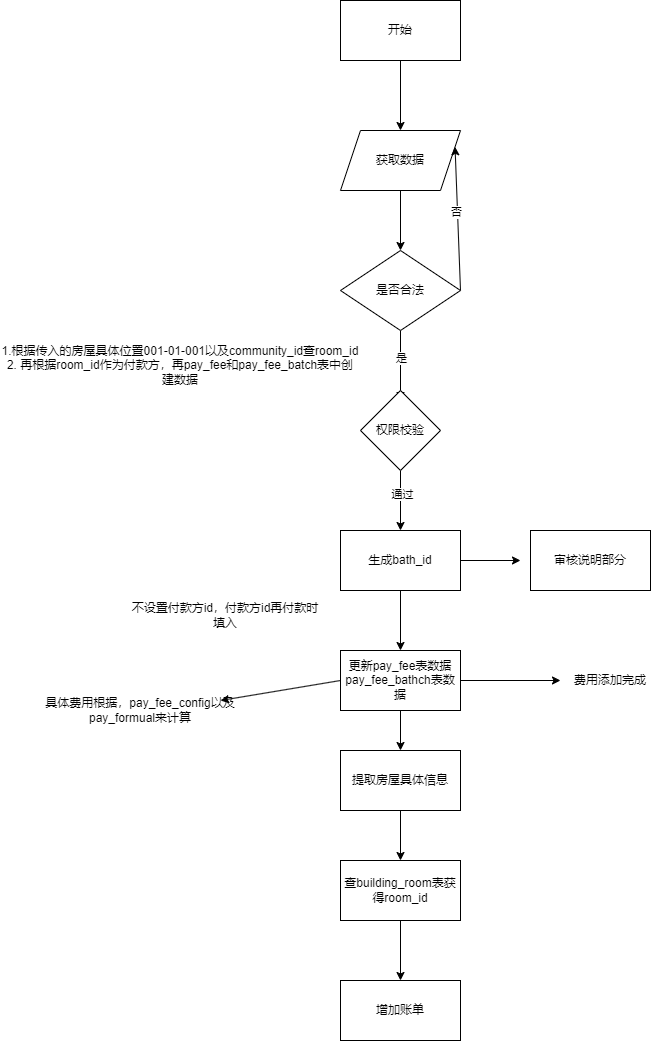 开始
获取数据
否
是否合法
1.根据传入的房屋具体位置001-01-001以及community_id查room_id
2. 再根据room_id作为付款方，再pay_fee和pay_fee_batch表中创
建数据
是
权限校验
通过
生成bath_id
审核说明部分
不设置付款方id，付款方id再付款时
填入
更新pay_fee表数据
pay_fee_bathch表数
据
费用添加完成
具体费用根据，pay_fee_config以及
pay_formual来计算
提取房屋具体信息
查building_room表获
得room_id
增加账单